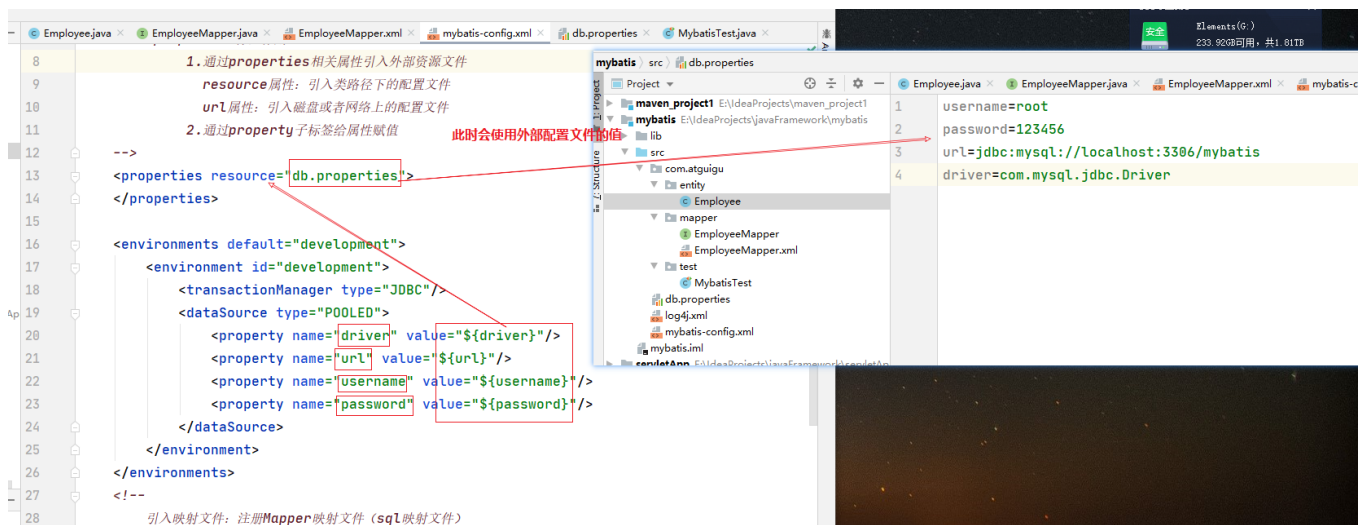 Employee.java
EmployeeMapper.java
EmployeeMapper.xml
mybatis-config.xml
db.properties
MybatisTest.java
8 1.通过properties相关属性引入外部资源文件
9 resource属性：引入类路径下的配置文件
10 url属性：引入磁盘或者网络上的配置文件
11 2.通过property子标签给属性赋值
12 -->
13 <properties resource="db.properties">
14 </properties>
15
16 <environments default="development">
17 <environment id="development">
18 <transactionManager type="JDBC"/>
19 <dataSource type="POOLED">
20 <property name="driver" value="${driver}"/>
21 <property name="url" value="${url}"/>
22 <property name="username" value="${username}"/>
23 <property name="password" value="${password}"/>
24 </dataSource>
25 </environment>
26 </environments>
27 <!--
28 引入映射文件：注册Mapper映射文件（sql映射文件）
此时会使用外部配置文件的值
安全
Elements(G:)
233.92GB可用，共1.81TB
mybatis src db.properties
Project
1: Project
Z: Structure
maven_project1 E:\IdeaProjects\maven_project1
mybatis E:\IdeaProjects\javaFramework\mybatis
lib
src
com.atguigu
entity
Employee
mapper
EmployeeMapper
EmployeeMapper.xml
test
MybatisTest
db.properties
log4j.xml
mybatis-config.xml
mybatis.iml
servletApp E:\IdeaProjects\javaFramework\servletAp
Employee.java
EmployeeMapper.java
EmployeeMapper.xml
mybatis-c
1 username=root
2 password=123456
3 url=jdbc:mysql://localhost:3306/mybatis
4 driver=com.mysql.jdbc.Driver